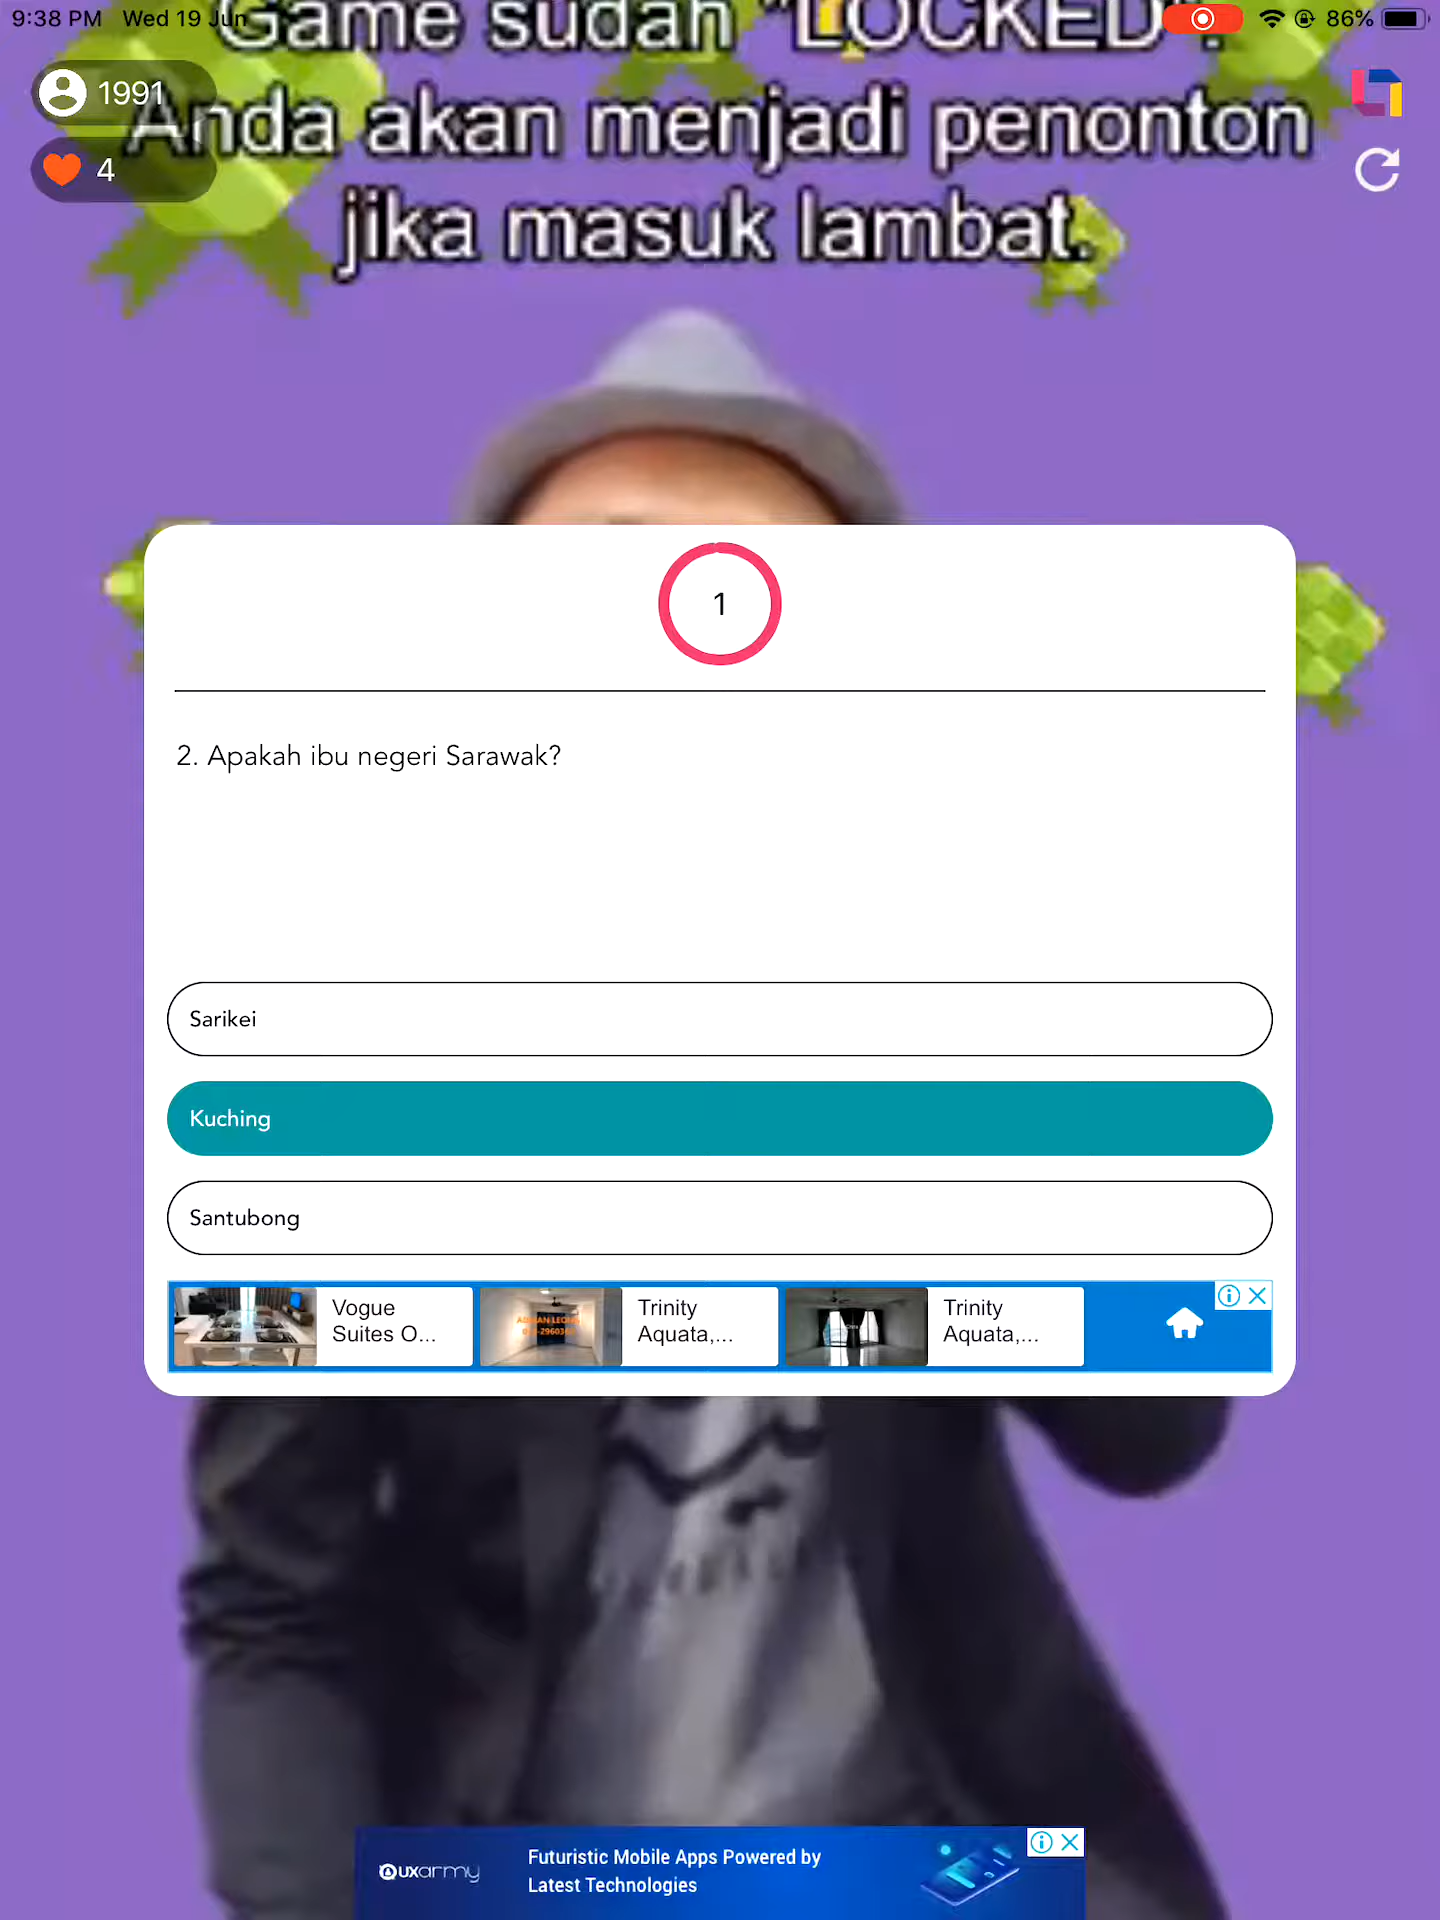 9:38 PM Wed 19 Jun
86%
Game sudah "LOCKED".
1991
Anda akan menjadi penonton
4
jika masuk lambat.
1
2. Apakah ibu negeri Sarawak?
Sarikei
Kuching
Santubong
Vogue
Suites O...
Trinity
Aquata,...
Trinity
Aquata,...
uxarmy
Futuristic Mobile Apps Powered by
Latest Technologies